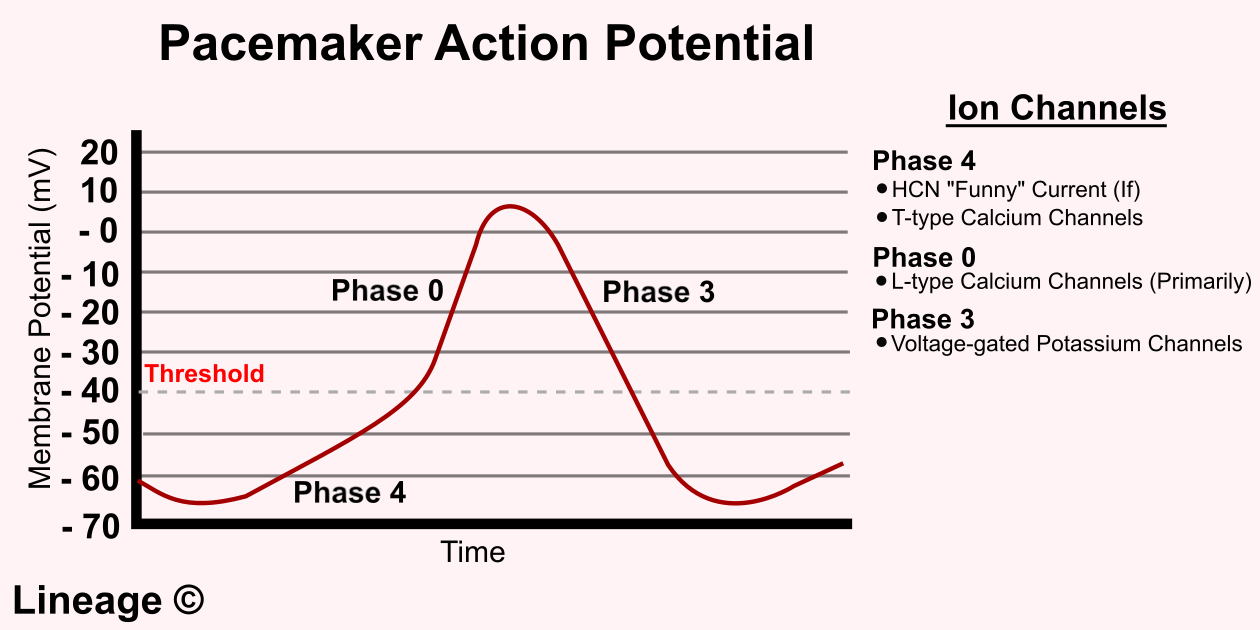 Pacemaker Action Potential
Membrane Potential (mV)
20
10
- 0
- 10
- 20
- 30
- 40
- 50
- 60
- 70
Threshold
Phase 0
Phase 3
Phase 4
Time
Ion Channels
Phase 4
● HCN "Funny" Current (If)
● T-type Calcium Channels
Phase 0
● L-type Calcium Channels (Primarily)
Phase 3
● Voltage-gated Potassium Channels
Lineage ©